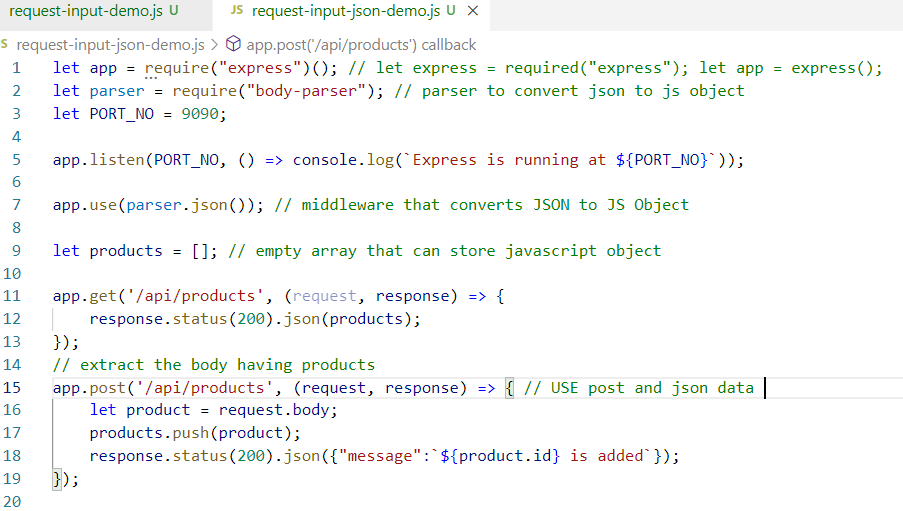 request-input-demo.js U JS request-input-json-demo.js U ×
S request-input-json-demo.js > app.post('/api/products') callback
1 let app = require("express")(); // let express = required("express"); let app = express();
2 let parser = require("body-parser"); // parser to convert json to js object
3 let PORT_NO = 9090;
4
5 app.listen(PORT_NO, () => console.log(`Express is running at ${PORT_NO}`));
6
7 app.use(parser.json()); // middleware that converts JSON to JS Object
8
9 let products = []; // empty array that can store javascript object
10
11 app.get('/api/products', (request, response) => {
12     response.status(200).json(products);
13 });
14 // extract the body having products
15 app.post('/api/products', (request, response) => { // USE post and json data
16     let product = request.body;
17     products.push(product);
18     response.status(200).json({"message":`${product.id} is added`});
19 });
20